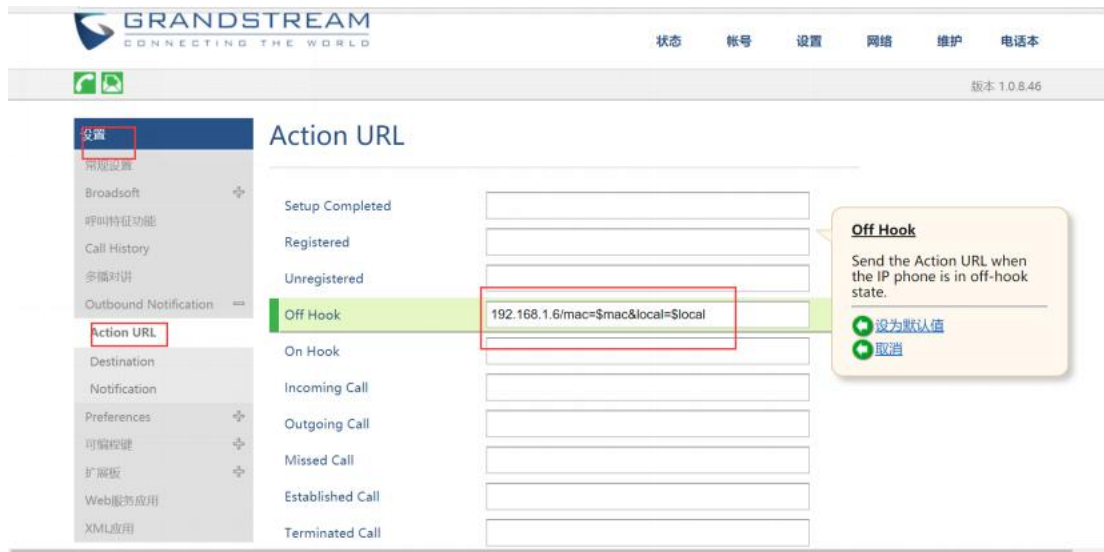 GRANDSTREAM
CONNECTING THE WORLD
状态 帐号 设置 网络 维护 电话本
版本 1.0.8.46
设置
常规设置
Broadsoft
呼叫特征功能
Call History
多播对讲
Outbound Notification
Action URL
Destination
Notification
Preferences
可编程键
扩展板
Web服务应用
XML应用
Action URL
Setup Completed
Registered
Unregistered
Off Hook 192.168.1.6/mac=$mac&local=$local
On Hook
Incoming Call
Outgoing Call
Missed Call
Established Call
Terminated Call
Off Hook
Send the Action URL when
the IP phone is in off-hook
state.
设为默认值
取消